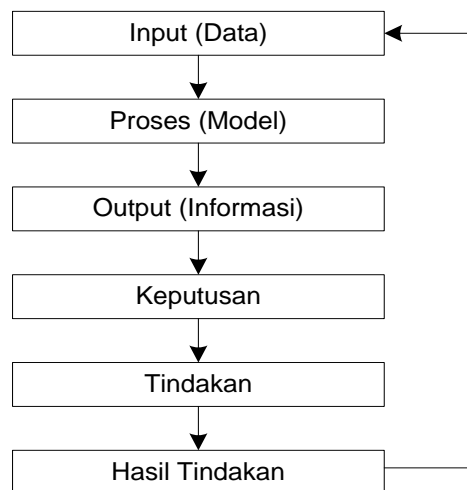 Input (Data)
Proses (Model)
Output (Informasi)
Keputusan
Tindakan
Hasil Tindakan